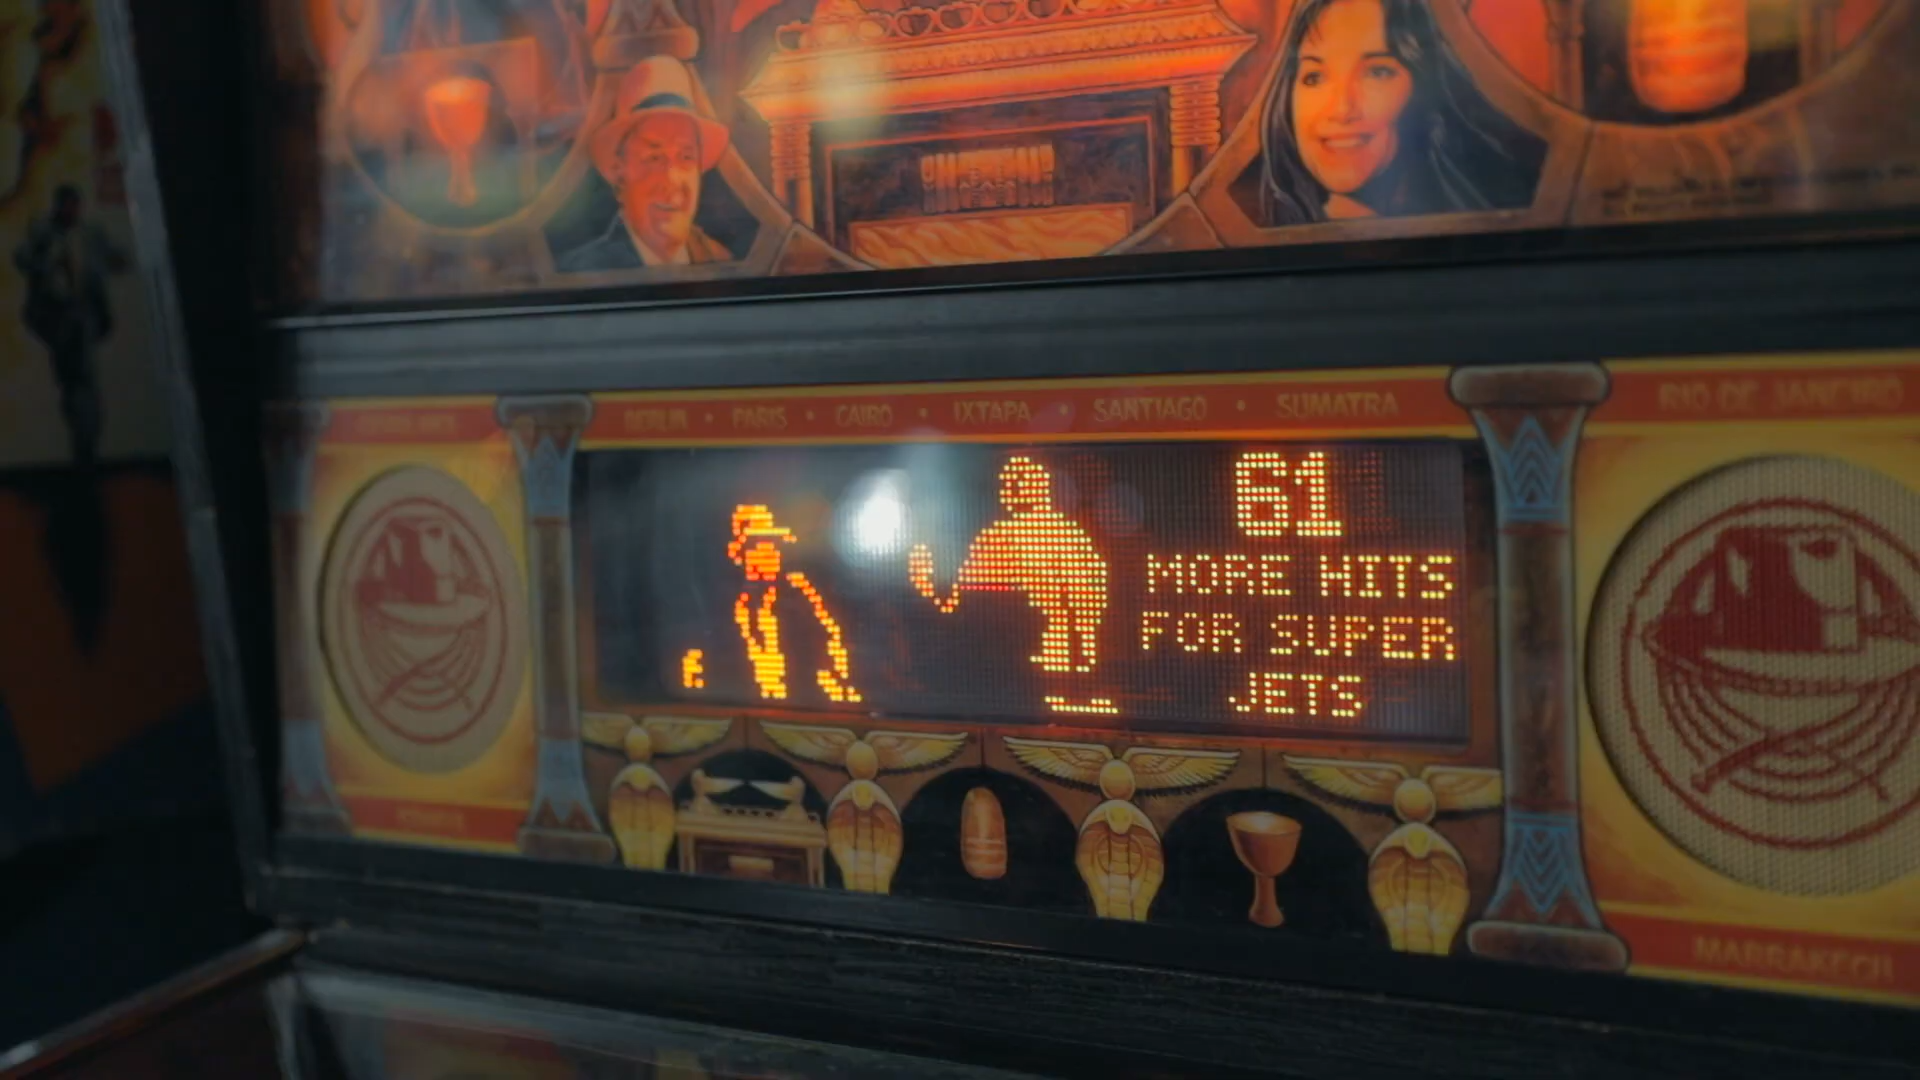 BERLIN • PARIS • CAIRO • IXTAPA • SANTIAGO • SUMATRA
RIO DE JANEIRO
61
MORE HITS
FOR SUPER
JETS
MARRAKECH